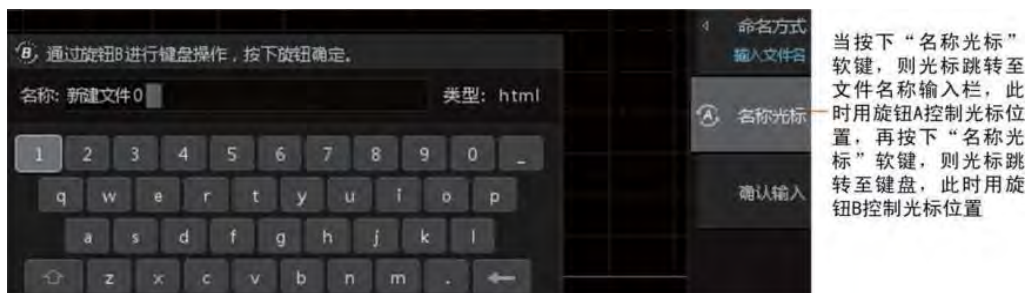 B 通过旋钮B进行键盘操作，按下旋钮确定。
名称: 新建文件0 类型: html
1 2 3 4 5 6 7 8 9 0 _
q w e r t y u i o p
a s d f g h j k l
z x c v b n m .
命名方式
输入文件名
A 名称光标
确认输入
当按下“名称光标”
软键，则光标跳转至
文件名称输入栏，此
时用旋钮A控制光标位
置，再按下“名称光
标”软键，则光标跳
转至键盘，此时用旋
钮B控制光标位置